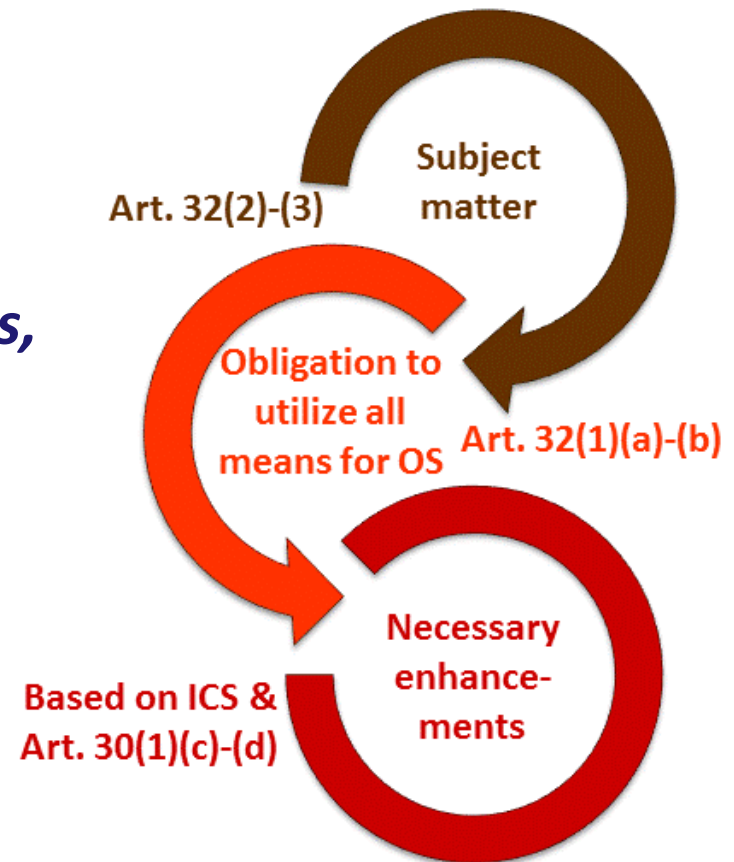 Subject
matter
Art. 32(2)-(3)
s,
Obligation to
utilize all
means for OS
Art. 32(1)(a)-(b)
Necessary
enhance-
ments
Based on ICS &
Art. 30(1)(c)-(d)